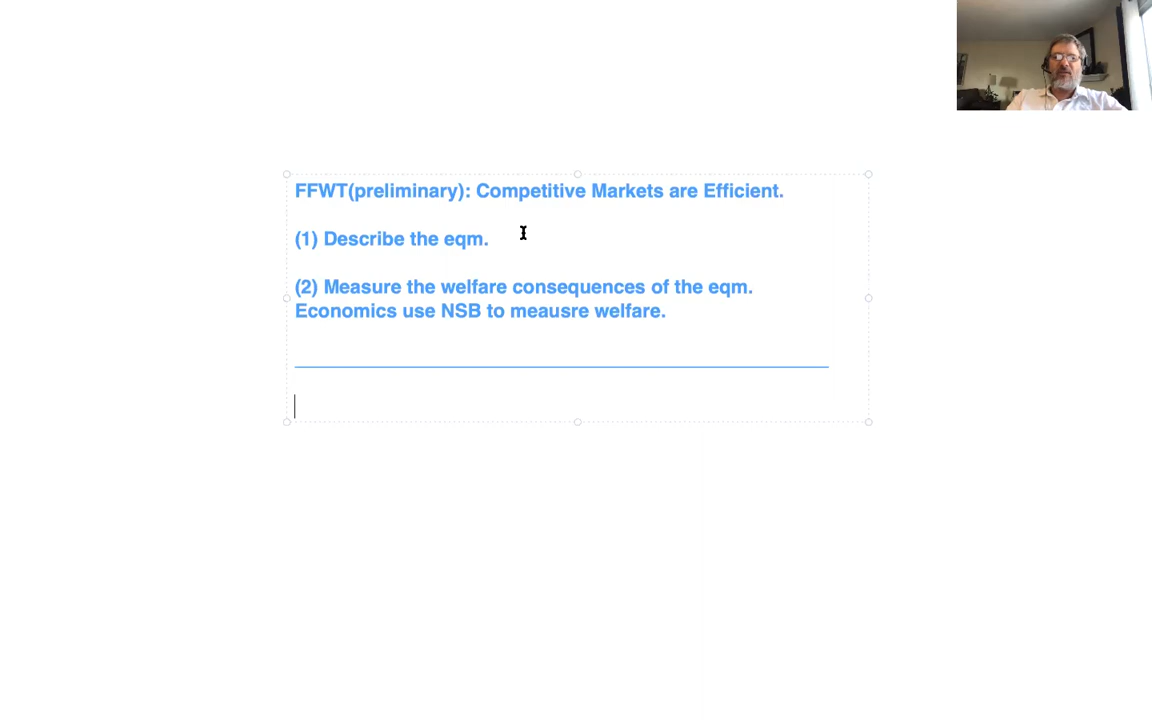 FFWT(preliminary): Competitive Markets are Efficient.
(1) Describe the eqm.
(2) Measure the welfare consequences of the eqm.
Economics use NSB to meausre welfare.